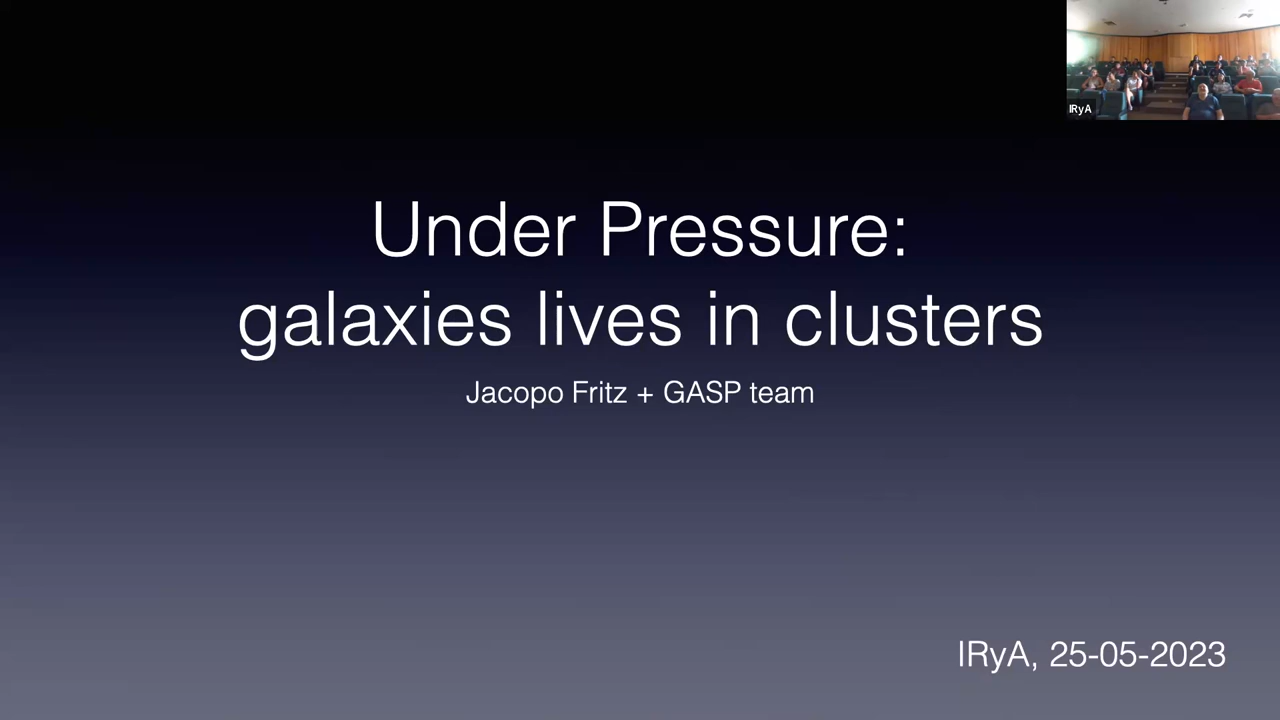 IRyA
Under Pressure:
galaxies lives in clusters
Jacopo Fritz + GASP team
IRyA, 25-05-2023